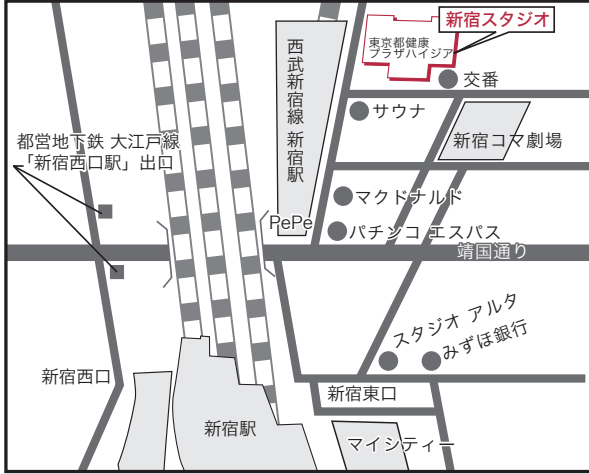 新宿スタジオ
東京都健康
プラザハイジア
交番
西武新宿線 新宿駅
サウナ
新宿コマ劇場
都営地下鉄 大江戸線
「新宿西口駅」出口
マクドナルド
PePe
パチンコ エスパス
靖国通り
スタジオ アルタ
みずほ銀行
新宿西口
新宿東口
新宿駅
マイシティー